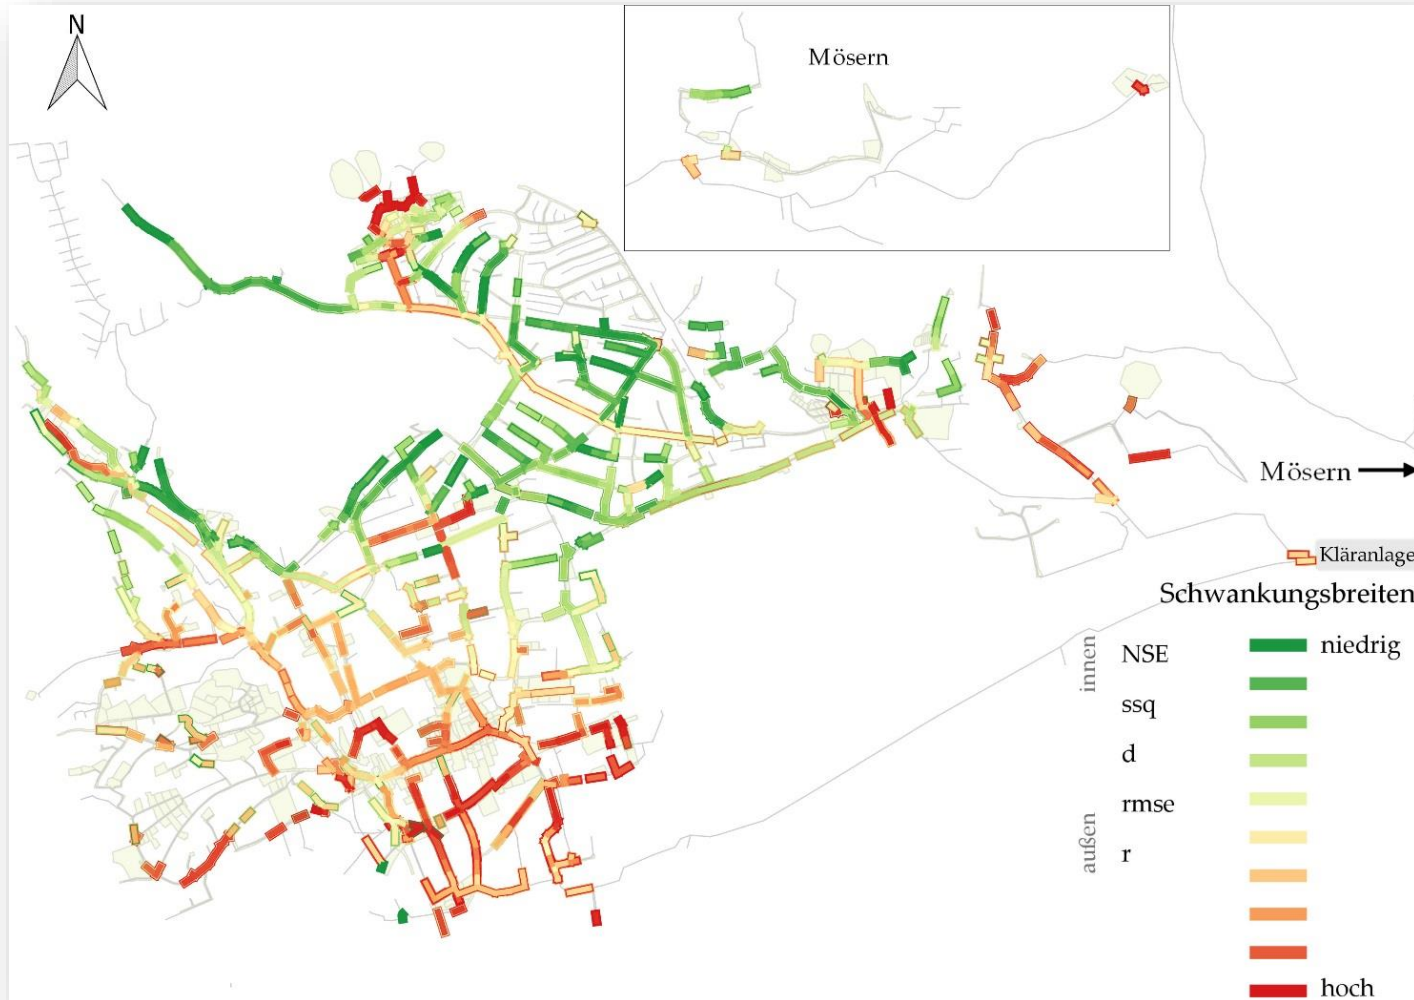 N
Mösern
Mösern
Kläranlage
Schwankungsbreiten
innen
NSE
ssq
d
rmse
außen
r
niedrig
hoch